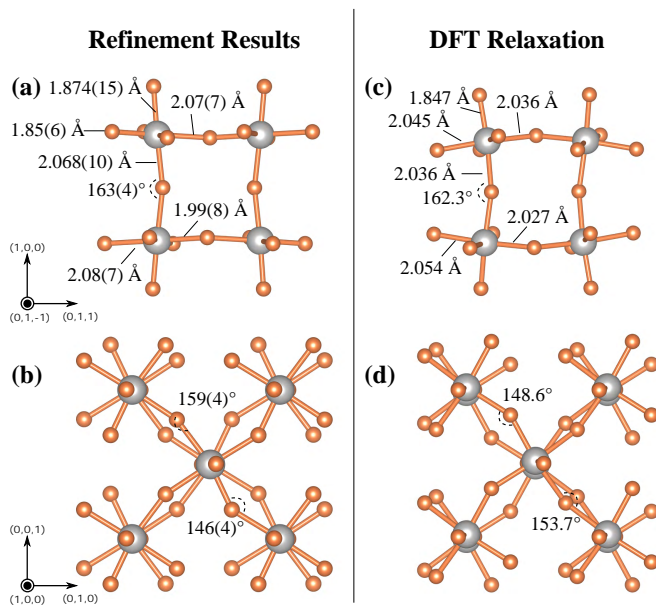 Refinement Results
DFT Relaxation
(a)
1.874(15) Å
2.07(7) Å
1.85(6) Å
2.068(10) Å
163(4)°
1.99(8) Å
2.08(7) Å
(1,0,0)
(0,1,-1)
(0,1,1)
(c)
1.847 Å
2.036 Å
2.045 Å
2.036 Å
162.3°
2.027 Å
2.054 Å
(b)
159(4)°
146(4)°
(0,0,1)
(1,0,0)
(0,1,0)
(d)
148.6°
153.7°